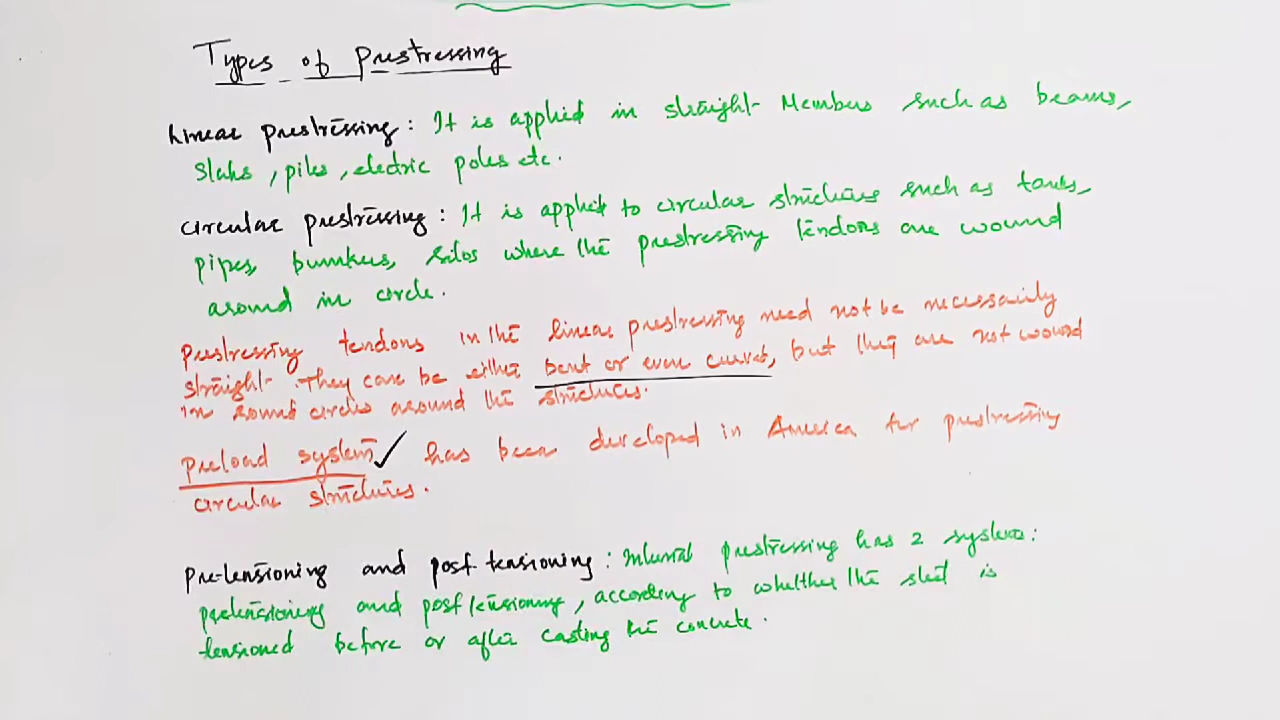 Types of Prestressing
Linear prestressing: It is applied in straight Members such as beams,
slabs, piles, electric poles etc.
Circular prestressing: It is applied to circular structures such as tanks,
pipes, bunkers, silos where the prestressing tendons are wound
around in circle.
Prestressing tendons in the linear prestressing need not be necessarily
straight. They can be either bent or even curved, but they are not wound
in round circles around the structures.
Preload system has been developed in America for prestressing
circular structures.
Pre-tensioning and post-tensioning: Internal prestressing has 2 systems:
pretensioning and post tensioning, according to whether the steel is
tensioned before or after casting the concrete.